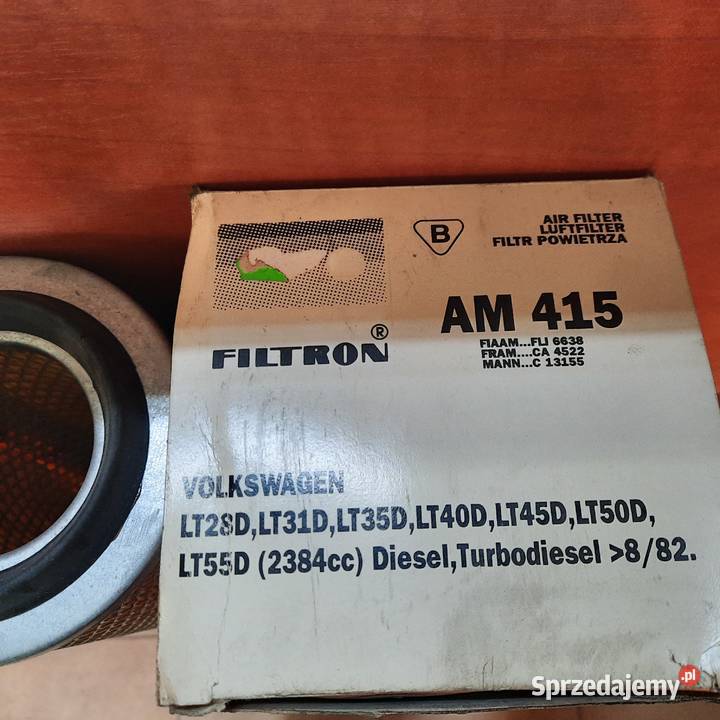 B
AIR FILTER
LUFTFILTER
FILTR POWIETRZA
AM 415
FILTRON®
FIAAM...FLI 6638
FRAM....CA 4522
MANN...C 13155
VOLKSWAGEN
LT28D,LT31D,LT35D,LT40D,LT45D,LT50D,
LT55D (2384cc) Diesel,Turbodiesel >8/82.
Sprzedajemy.pl